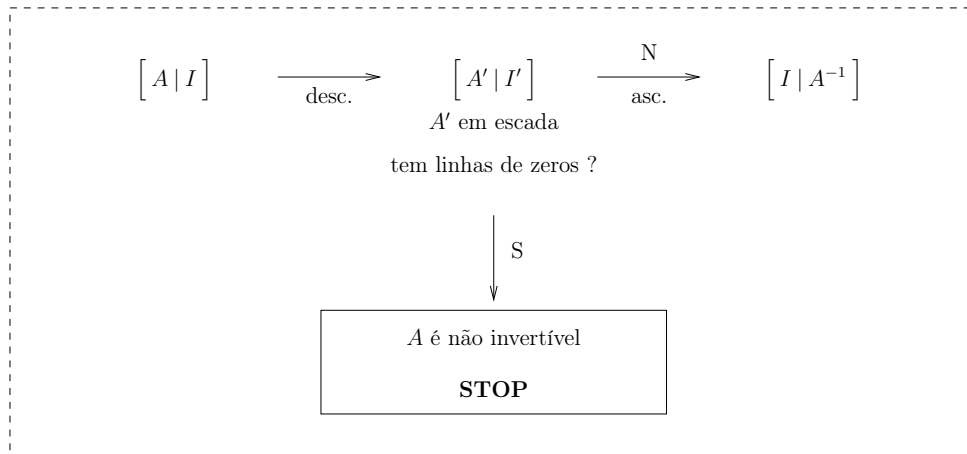 N
[ A | I ] [ A′ | I′ ] [ I | A⁻¹ ]
desc. asc.
A′ em escada
tem linhas de zeros ?
S
A é não invertível
STOP